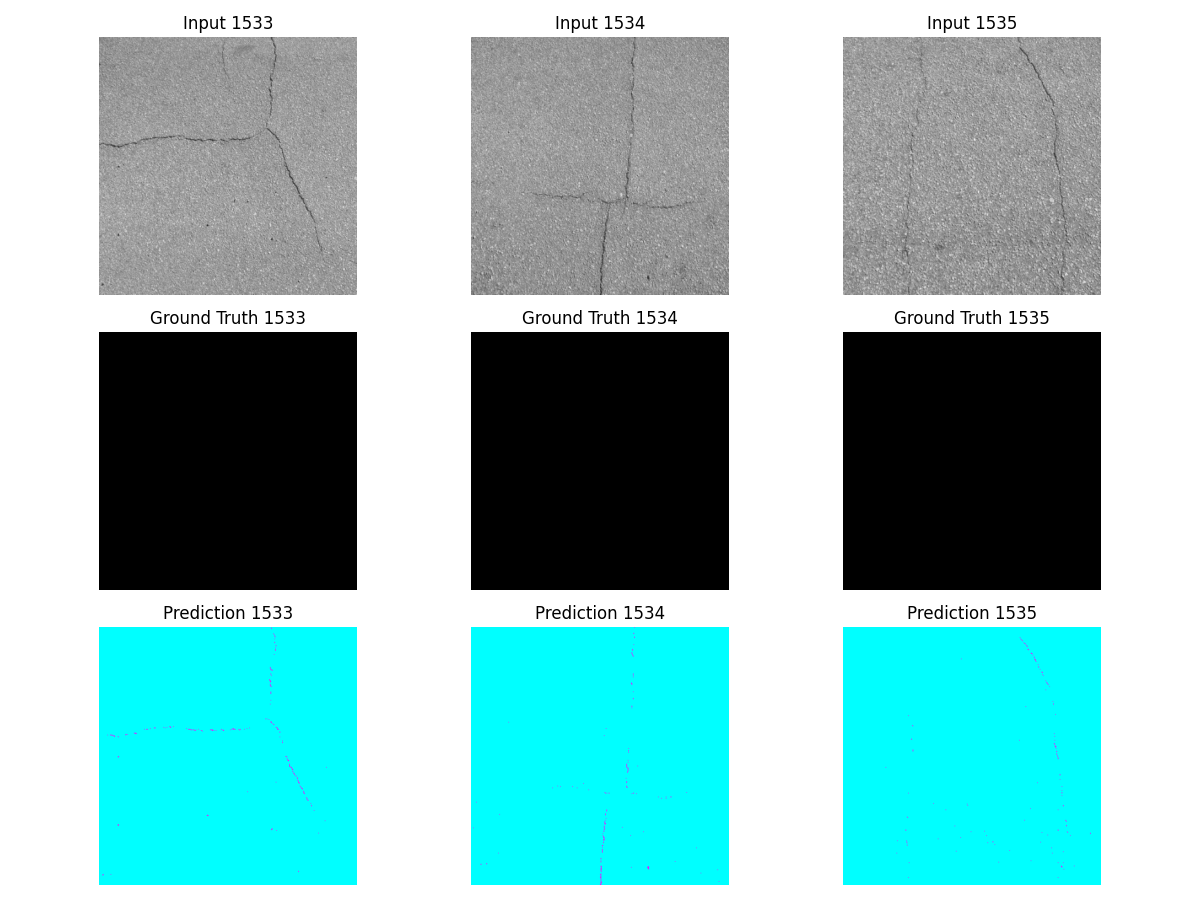 Input 1533
Input 1534
Input 1535
Ground Truth 1533
Ground Truth 1534
Ground Truth 1535
Prediction 1533
Prediction 1534
Prediction 1535